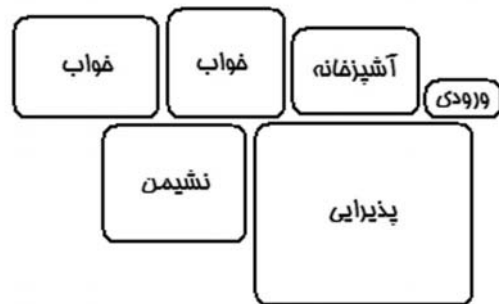 ورودی
آشپزخانه
خواب
خواب
پذیرایی
نشیمن